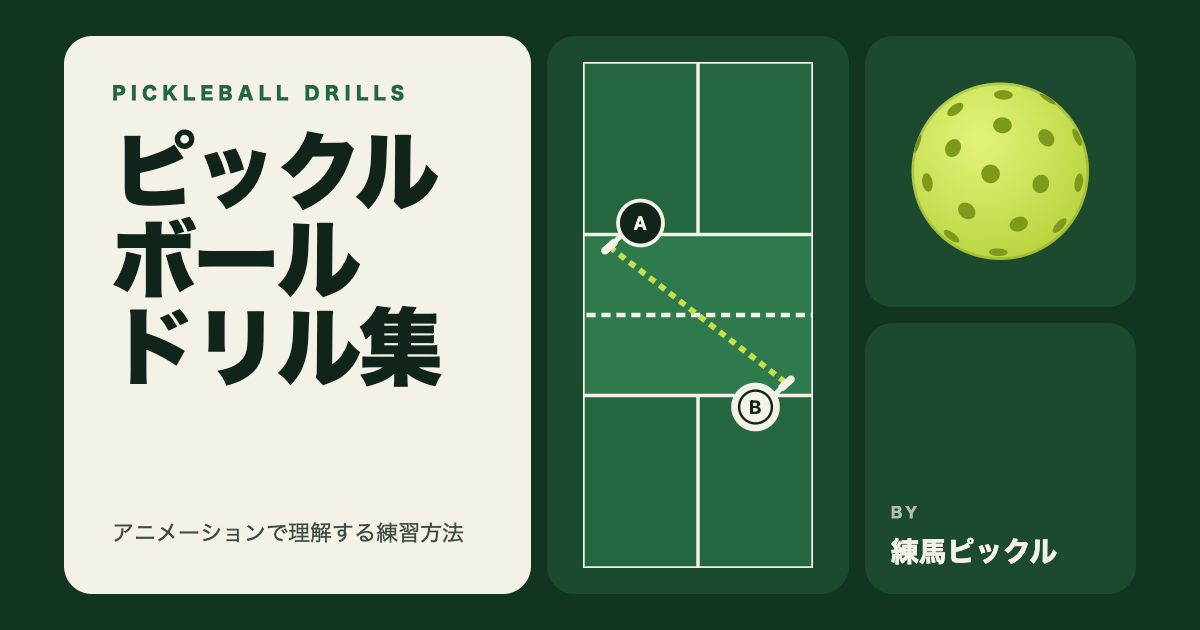 PICKLEBALL DRILLS
ピックル
ボール
ドリル集
アニメーションで理解する練習方法
A
B
BY
練馬ピックル